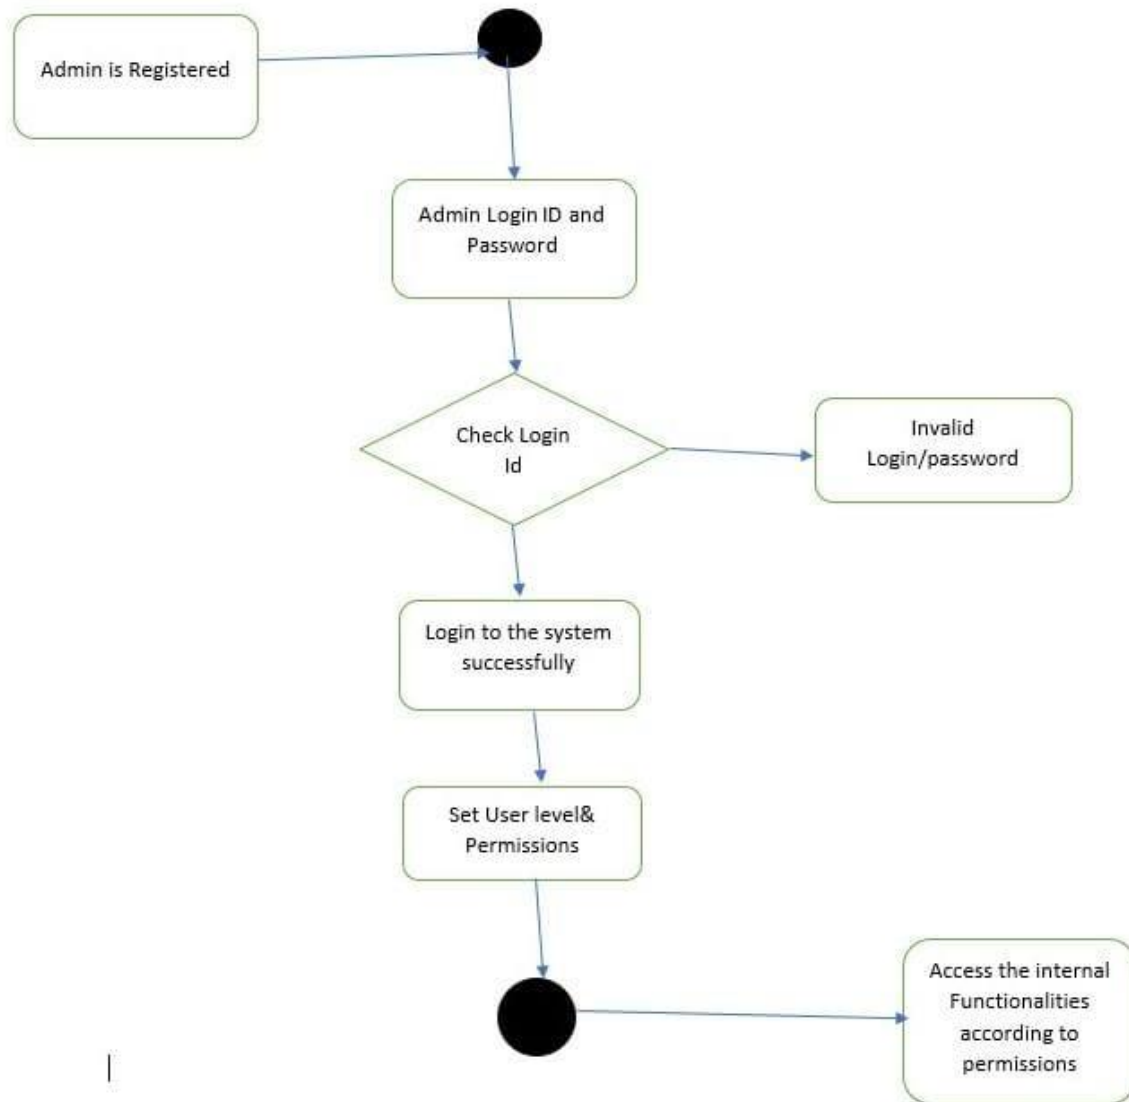 Admin is Registered
Admin Login ID and
Password
Check Login
Id
Invalid
Login/password
Login to the system
successfully
Set User level&
Permissions
Access the internal
Functionalities
according to
permissions